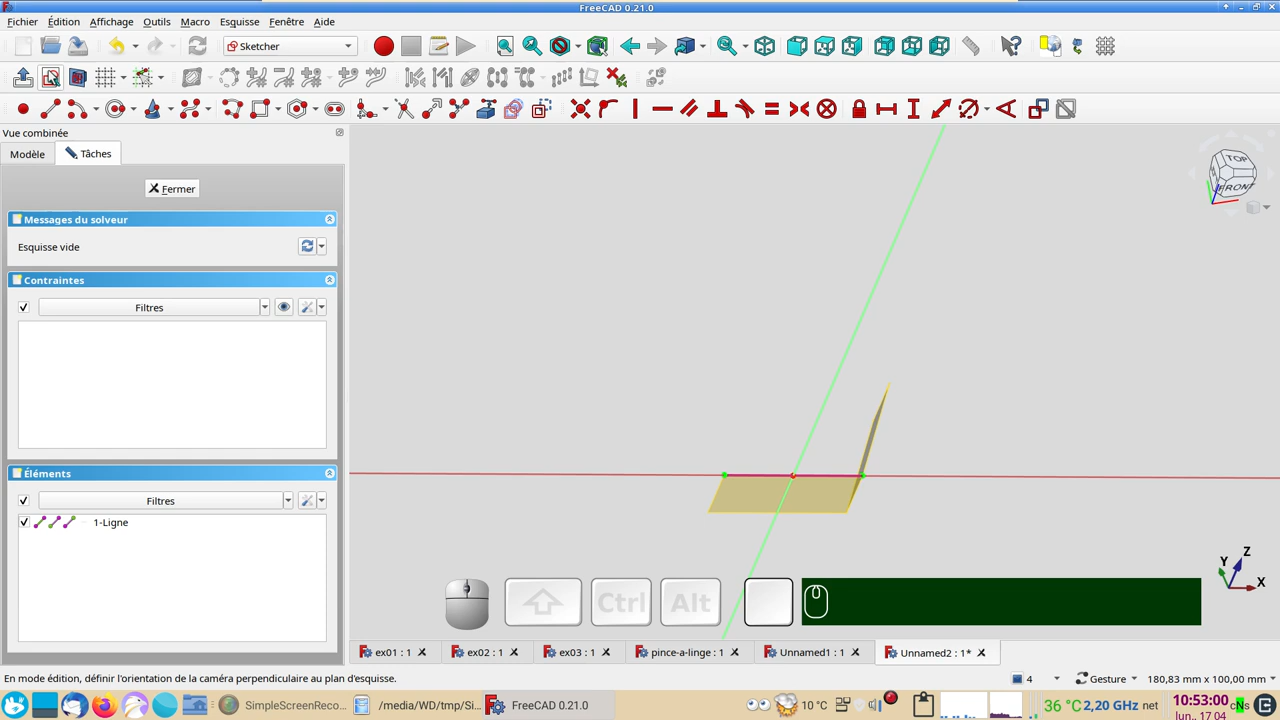 FreeCAD 0.21.0
Fichier Édition Affichage Outils Macro Esquisse Fenêtre Aide
Sketcher
Vue combinée
Modèle Tâches
Fermer
Messages du solveur
Esquisse vide
Contraintes
Filtres
Éléments
Filtres
1-Ligne
TOP
FRONT
Z
Y
X
Ctrl Alt
ex01 : 1 ex02 : 1 ex03 : 1 pince-a-linge : 1 Unnamed1 : 1 Unnamed2 : 1*
En mode édition, définir l'orientation de la caméra perpendiculaire au plan d'esquisse. 4 Gesture 180,83 mm x 100,00 mm
SimpleScreenReco... /media/WD/tmp/Si... FreeCAD 0.21.0 10 °C 36 °C 2,20 GHz net 10:53:00
lun.. 17 04